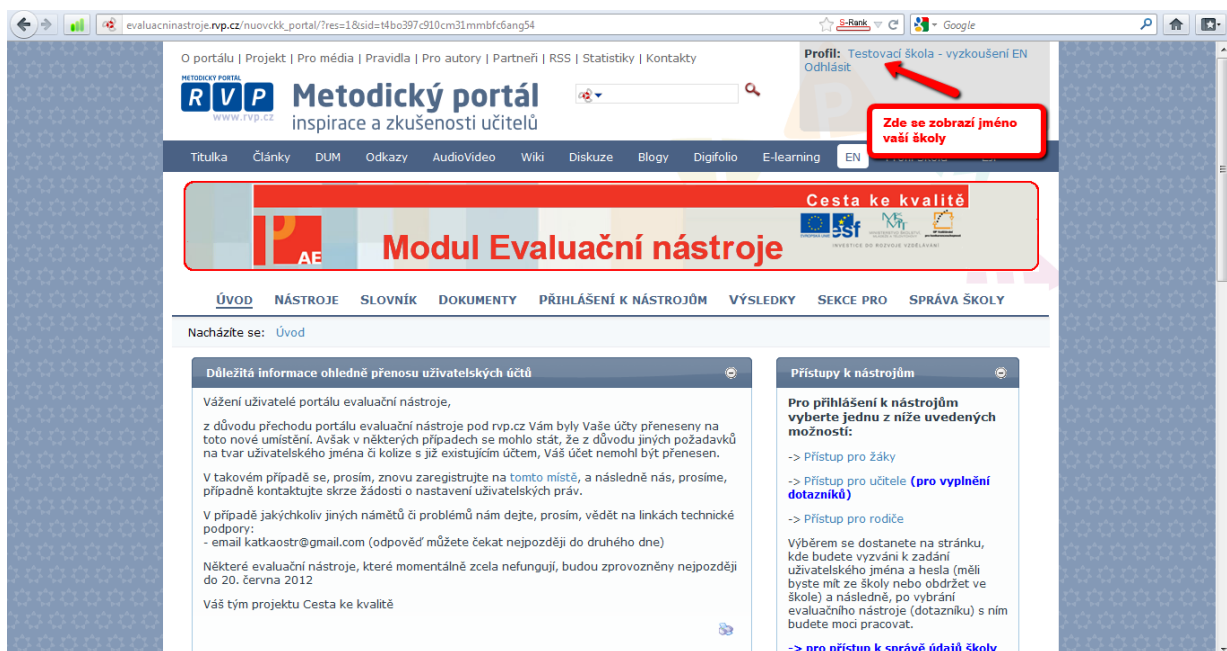 evaluacninastroje.rvp.cz/nuovckk_portal/?res=1&sid=t4bo397c910cm31mmbfc6ang54
S-Rank
Google
O portálu | Projekt | Pro média | Pravidla | Pro autory | Partneři | RSS | Statistiky | Kontakty
Profil: Testovací škola - vyzkoušení EN
Odhlásit
METODICKÝ PORTÁL
RVP
www.rvp.cz
Metodický portál
inspirace a zkušenosti učitelů
Zde se zobrazí jméno
vaší školy
Titulka Články DUM Odkazy AudioVideo Wiki Diskuze Blogy Digifolio E-learning EN
Cesta ke kvalitě
AE
Modul Evaluační nástroje
esf
INVESTICE DO ROZVOJE VZDĚLÁVÁNÍ
ÚVOD NÁSTROJE SLOVNÍK DOKUMENTY PŘIHLÁŠENÍ K NÁSTROJŮM VÝSLEDKY SEKCE PRO SPRÁVA ŠKOLY
Nacházíte se: Úvod
Důležitá informace ohledně přenosu uživatelských účtů
Vážení uživatelé portálu evaluační nástroje,
z důvodu přechodu portálu evaluační nástroje pod rvp.cz Vám byly Vaše účty přeneseny na
toto nové umístění. Avšak v některých případech se mohlo stát, že z důvodu jiných požadavků
na tvar uživatelského jména či kolize s již existujícím účtem, Váš účet nemohl být přenesen.
V takovém případě se, prosím, znovu zaregistrujte na tomto místě, a následně nás, prosíme,
případně kontaktujte skrze žádosti o nastavení uživatelských práv.
V případě jakýchkoliv jiných námětů či problémů nám dejte, prosím, vědět na linkách technické
podpory:
- email katkaostr@gmail.com (odpověď můžete čekat nejpozději do druhého dne)
Některé evaluační nástroje, které momentálně zcela nefungují, budou zprovozněny nejpozději
do 20. června 2012
Váš tým projektu Cesta ke kvalitě
Přístupy k nástrojům
Pro přihlášení k nástrojům
vyberte jednu z níže uvedených
možností:
-> Přístup pro žáky
-> Přístup pro učitele (pro vyplnění
dotazníků)
-> Přístup pro rodiče
Výběrem se dostanete na stránku,
kde budete vyzváni k zadání
uživatelského jména a hesla (měli
byste mít ze školy nebo obdržet ve
škole) a následně, po vybrání
evaluačního nástroje (dotazníku) s ním
budete moci pracovat.
-> pro přístup k správě údajů školy